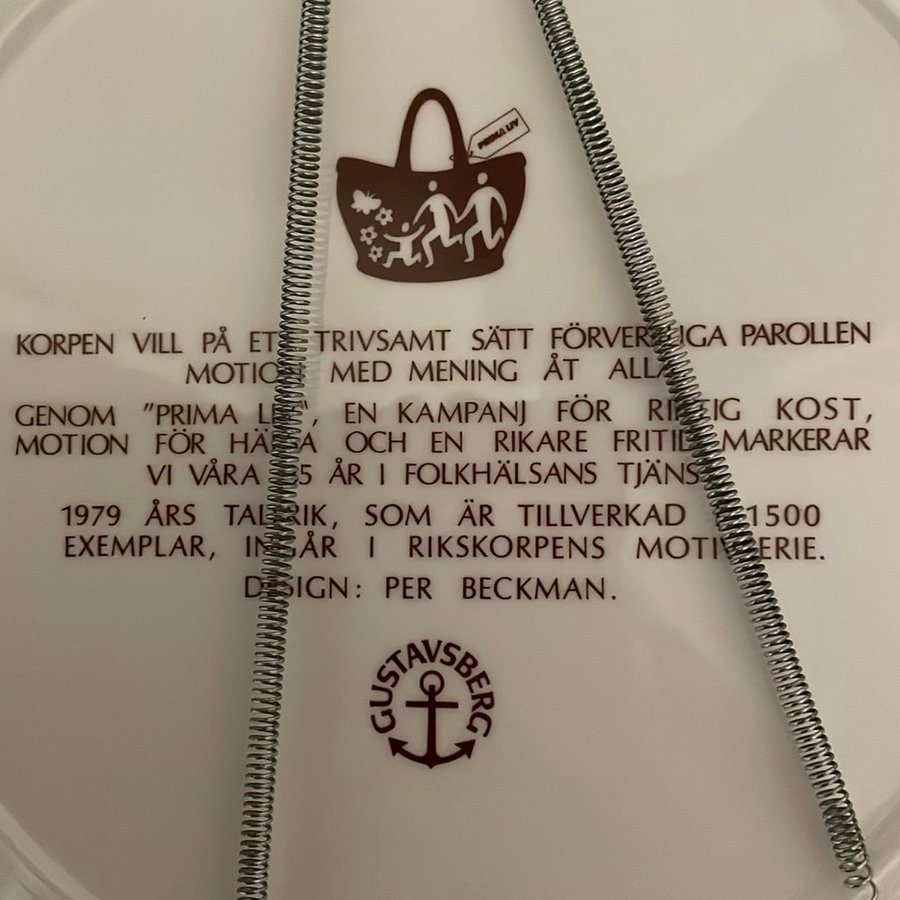 PRIMA LIV
KORPEN VILL PÅ ETT TRIVSAMT SÄTT FÖRVERKLIGA PAROLLEN
MOTION MED MENING ÅT ALLA.
GENOM "PRIMA LIV", EN KAMPANJ FÖR RIKTIG KOST,
MOTION FÖR HÄLSA OCH EN RIKARE FRITID MARKERAR
VI VÅRA ÅR I FOLKHÄLSANS TJÄNST.
1979 ÅRS TALLRIK, SOM ÄR TILLVERKAD I 1500
EXEMPLAR, INGÅR I RIKSKORPENS MOTIVSERIE.
DESIGN: PER BECKMAN.
GUSTAVSBERG